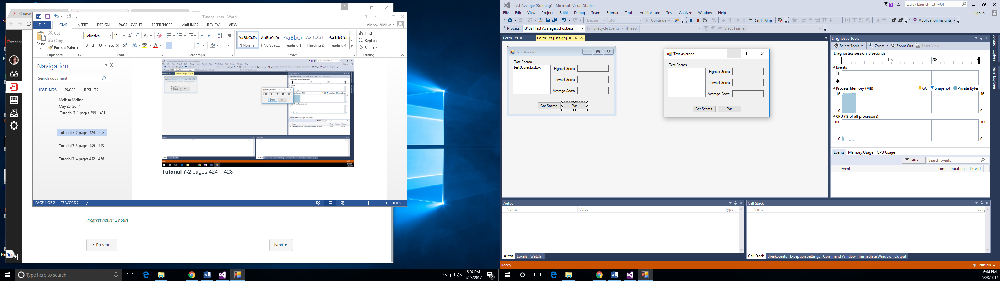 Course
Tutorial.docx - Word
FILE HOME INSERT DESIGN PAGE LAYOUT REFERENCES MAILINGS REVIEW VIEW
Melissa Meline
Paste
Cut
Copy
Format Painter
Helvetica 13
AaBbCcDc AaBbCcDc AaBbCc AaBbCcD AaBbCc
¶ Normal ¶ No Spac... Heading 1 Heading 2 Heading 4
Find
Replace
Select
Clipboard Font Paragraph Styles Editing
Navigation
Search document
HEADINGS PAGES RESULTS
Melissa Meline
May 23, 2017
Tutorial 7-1 pages 399 – 401
Tutorial 7-2 pages 424 – 428
Tutorial 7-3 pages 439 - 443
Tutorial 7-4 pages 452 - 456
Lottery Numbers
Generate Numbers
Exit
Tutorial 7-2 pages 424 – 428
PAGE 1 OF 2 27 WORDS
100%
Progress hours: 2 hours
Previous
Next
Type here to search
6:04 PM
5/23/2017
2
Test Average (Running) - Microsoft Visual Studio
3
Quick Launch (Ctrl+Q)
File Edit View Project Build Debug Team Format Tools Architecture Test Analyze Window Help
Sign in
Debug x86 Continue Code Map Application Insights
Process: [3432] Test Average.vshost.exe Lifecycle Events Thread: Stack Frame:
Form1.cs Form1.cs [Design]
Test Average
Test Scores
testScoresListBox
Highest Score
Lowest Score
Average Score
Get Scores Exit
Test Average
Test Scores
Highest Score
Lowest Score
Average Score
Get Scores Exit
Diagnostic Tools
Select Tools Zoom In Zoom Out Reset View
Diagnostics session: 3 seconds
10s 20s 3
Events
Process Memory (MB) GC Snapshot Private Bytes
16 16
0 0
CPU (% of all processors)
100 100
0 0
Events Memory Usage CPU Usage
Filter Search Events
Event Time Duration Thread
Solution Explorer
Team Explorer
Autos
Name Value Type
Autos Locals Watch 1
Call Stack
Name Lang
Call Stack Breakpoints Exception Settings Command Window Immediate Window Output
Ready
Publish
6:04 PM
5/23/2017